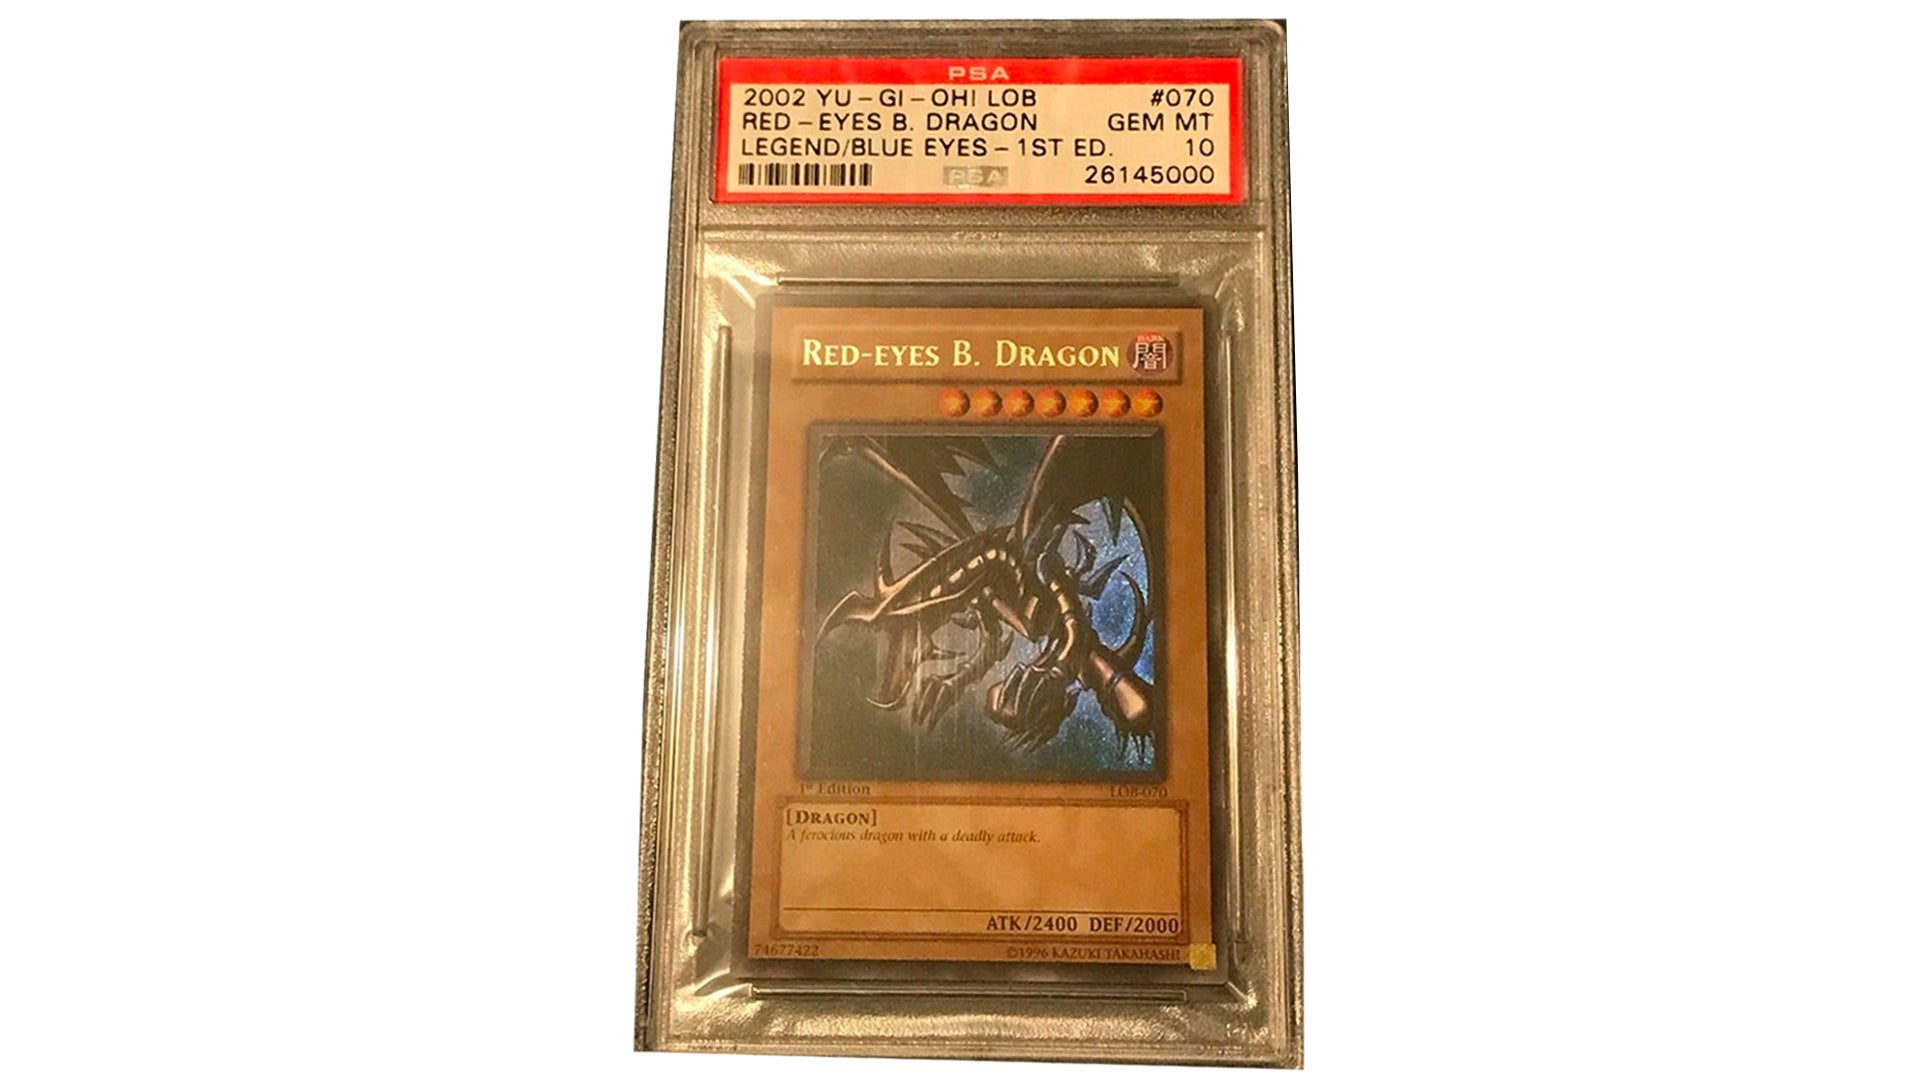 PSA
2002 YU-GI-OH! LOB #070
RED-EYES B. DRAGON GEM MT
LEGEND/BLUE EYES-1ST ED. 10
PSA 26145000
RED-EYES B. DRAGON DARK 闇
1st Edition LOB-070
[DRAGON]
A ferocious dragon with a deadly attack.
ATK/2400 DEF/2000
74677422 ©1996 KAZUKI TAKAHASHI